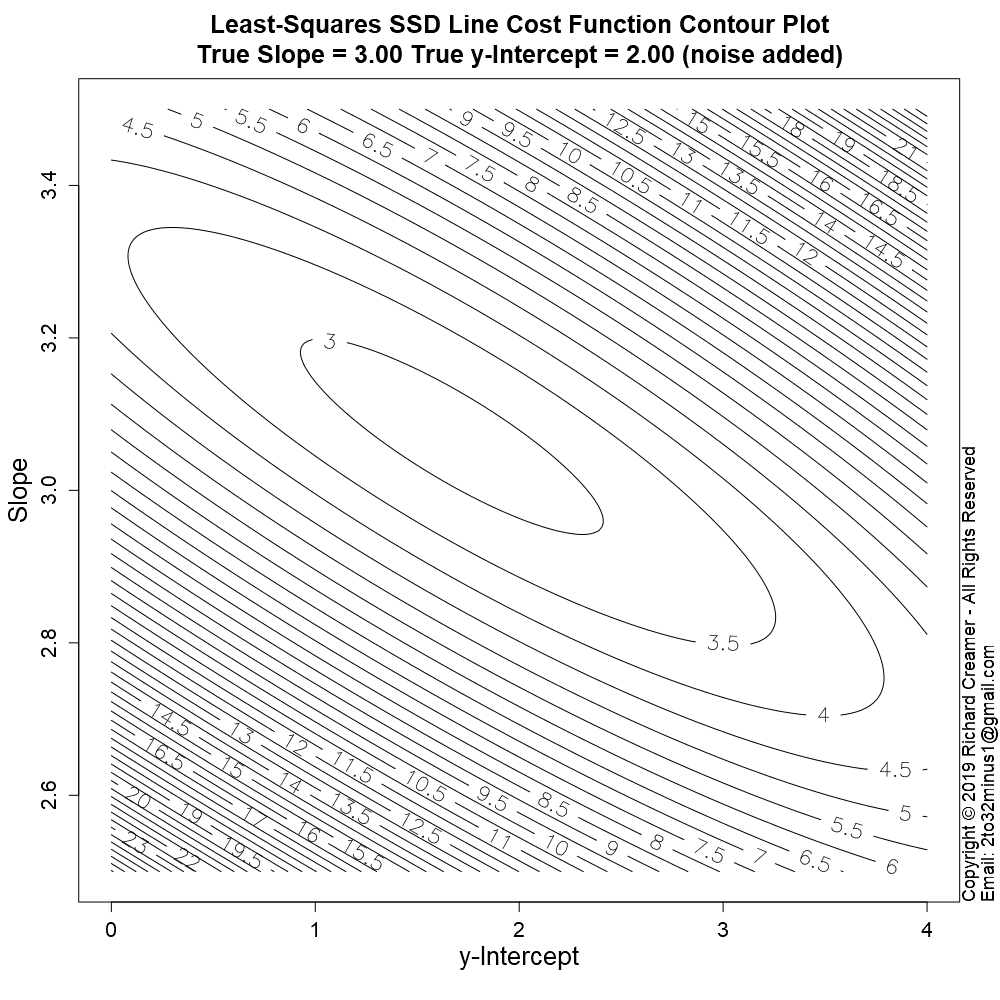 Least-Squares SSD Line Cost Function Contour Plot
True Slope = 3.00 True y-Intercept = 2.00 (noise added)
4.5 5 5.5 6 6.5 7 7.5 8 8.5
9 9.5 10 10.5 11 11.5 12
12.5 13 13.5 14 14.5
15 15.5 16 16.5
18 19 18.5
21
3
3.5
4
4.5
5
5.5
6
14.5 13 12 11.5 10.5 9.5 8.5
16.5 15 14 13.5 12.5 11 10 9 8 7.5 7 6.5
20 19 17 16 15.5
23 22 19.5
3.4
3.2
3.0
2.8
2.6
Slope
0 1 2 3 4
y-Intercept
Copyright © 2019 Richard Creamer - All Rights Reserved
Email: 2to32minus1@gmail.com